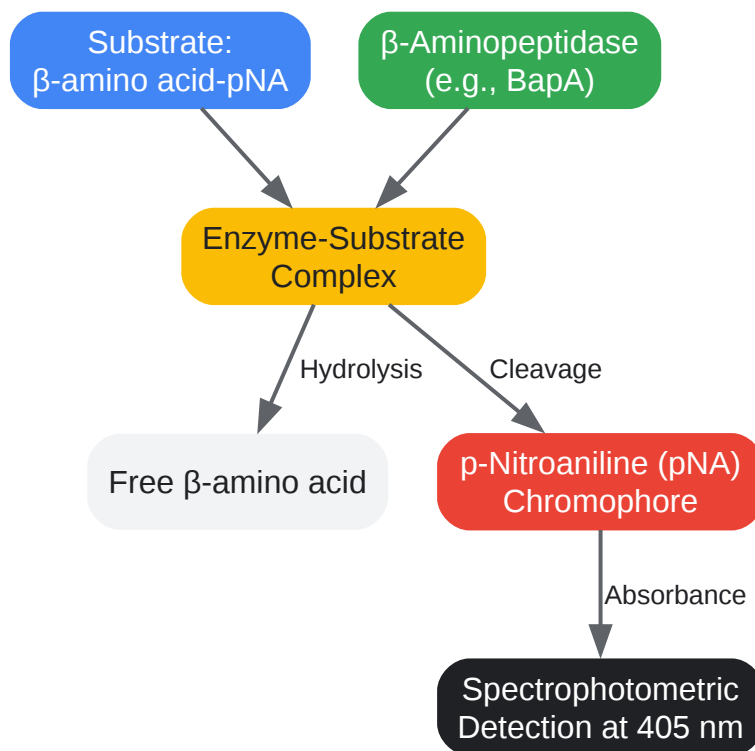 Substrate:
β-amino acid-pNA
β-Aminopeptidase
(e.g., BapA)
Enzyme-Substrate
Complex
Hydrolysis
Cleavage
Free β-amino acid
p-Nitroaniline (pNA)
Chromophore
Absorbance
Spectrophotometric
Detection at 405 nm